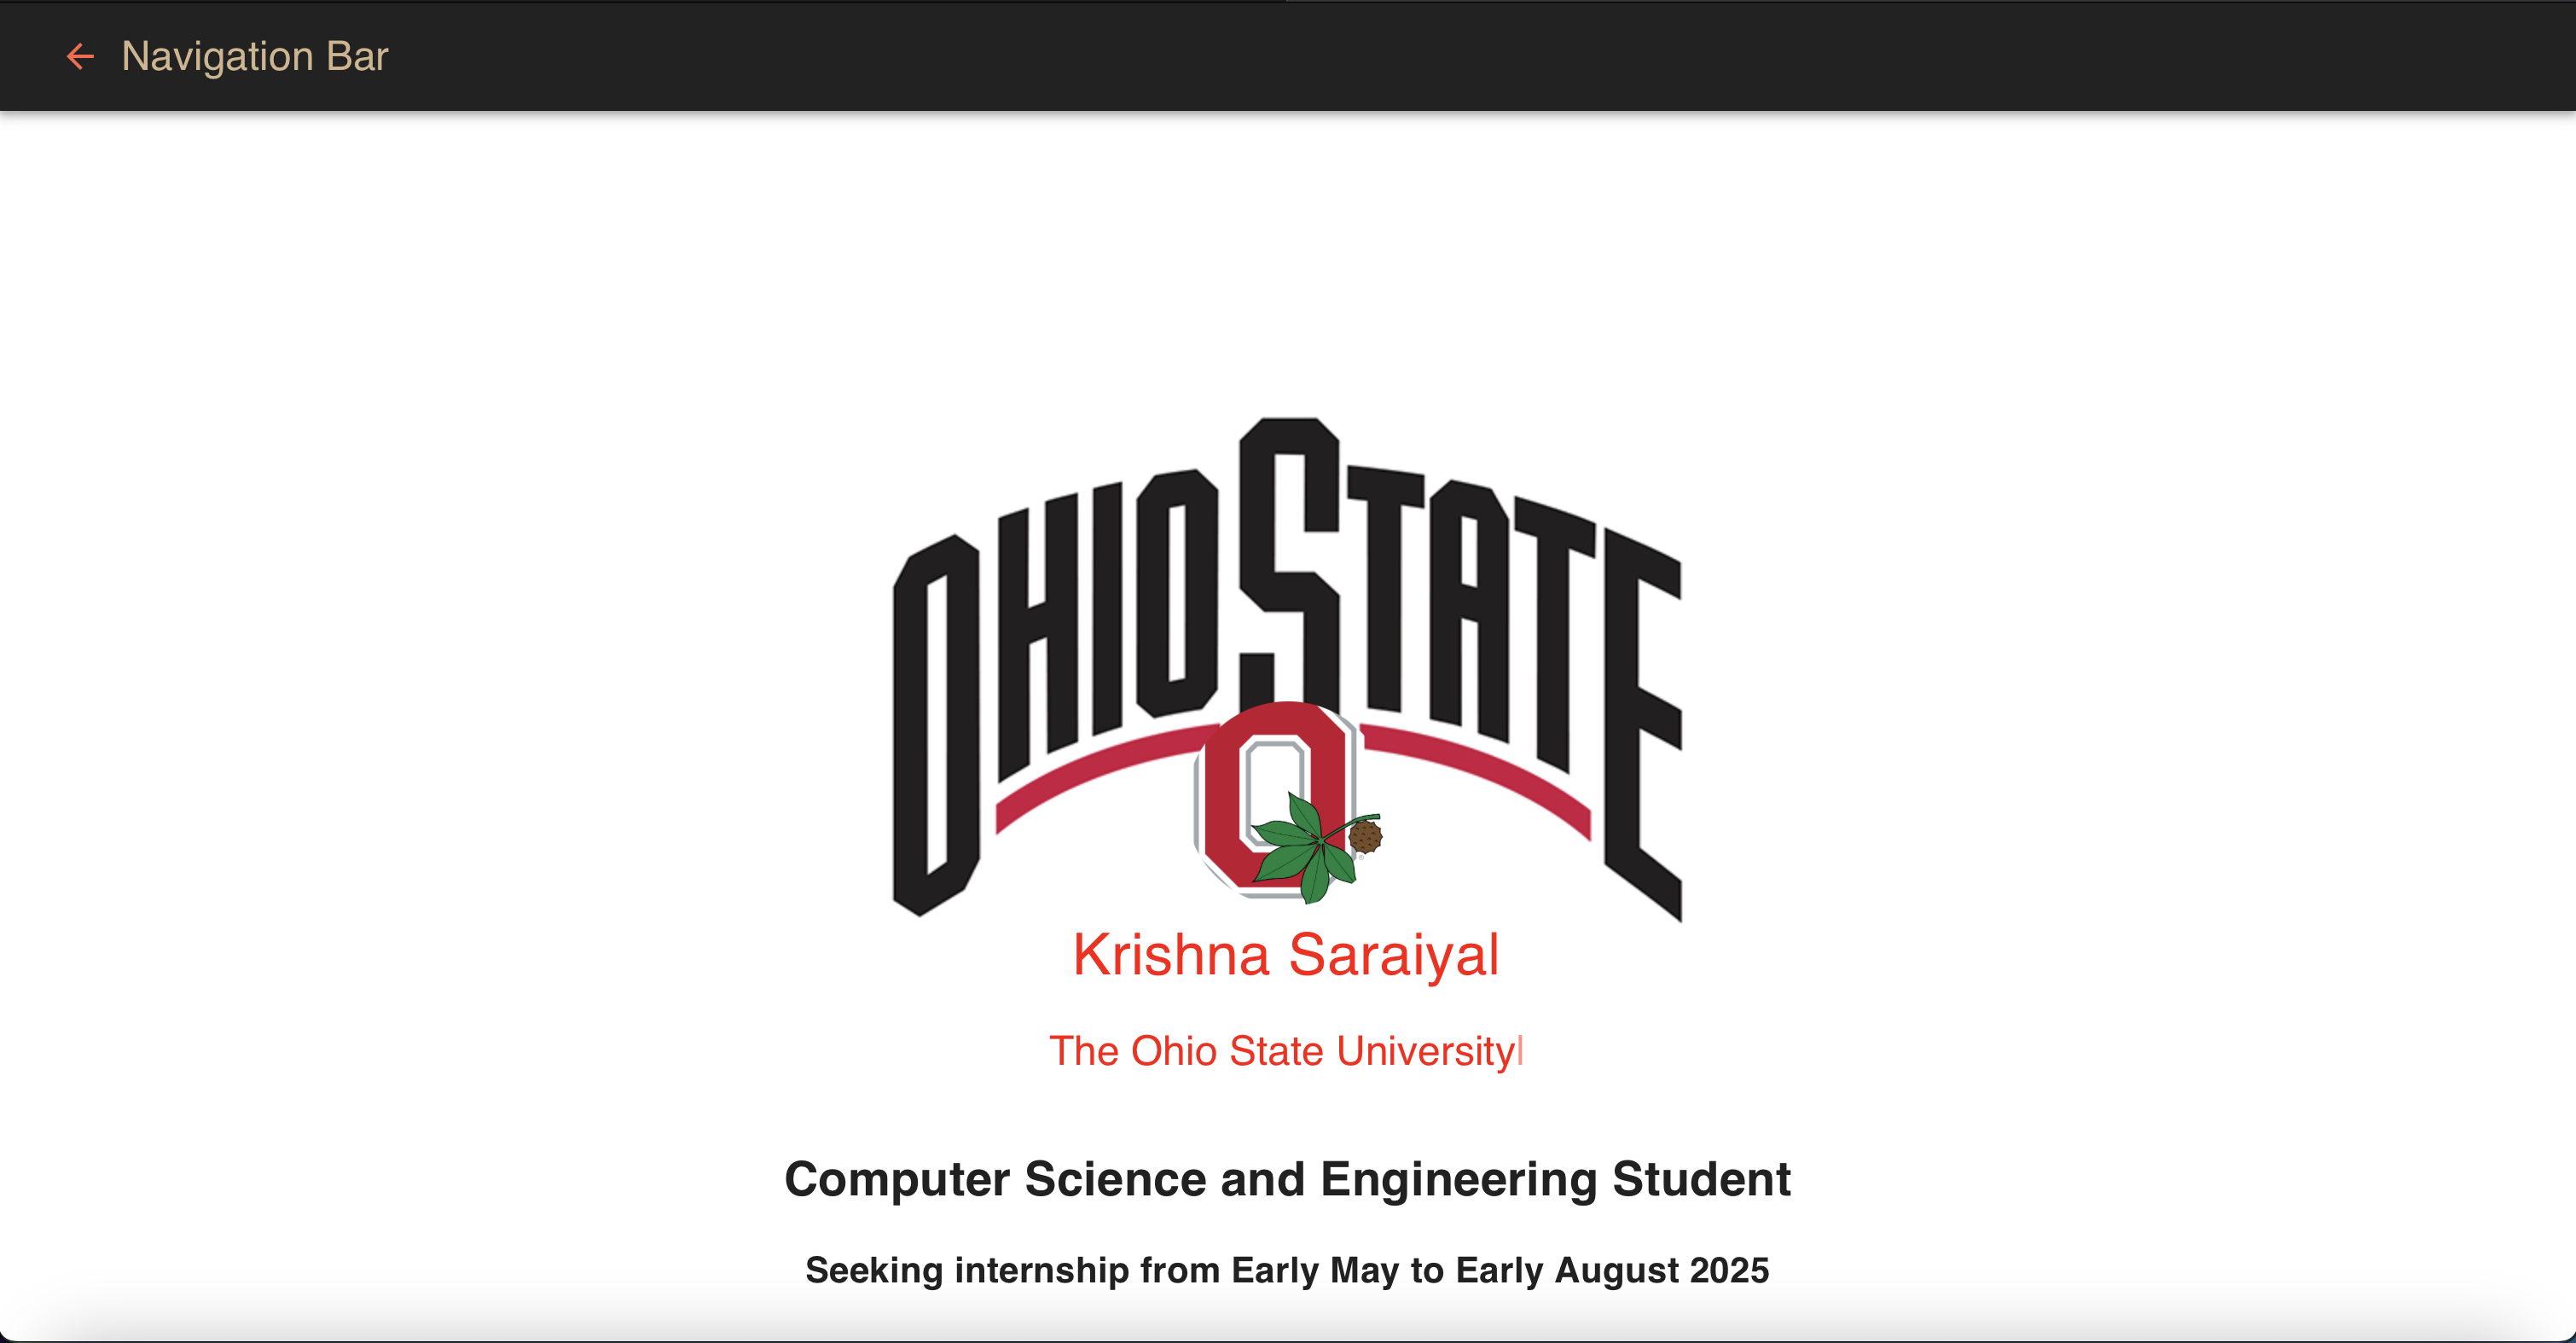 Navigation Bar
OHIO STATE
O
Krishna Saraiyal
The Ohio State University
Computer Science and Engineering Student
Seeking internship from Early May to Early August 2025